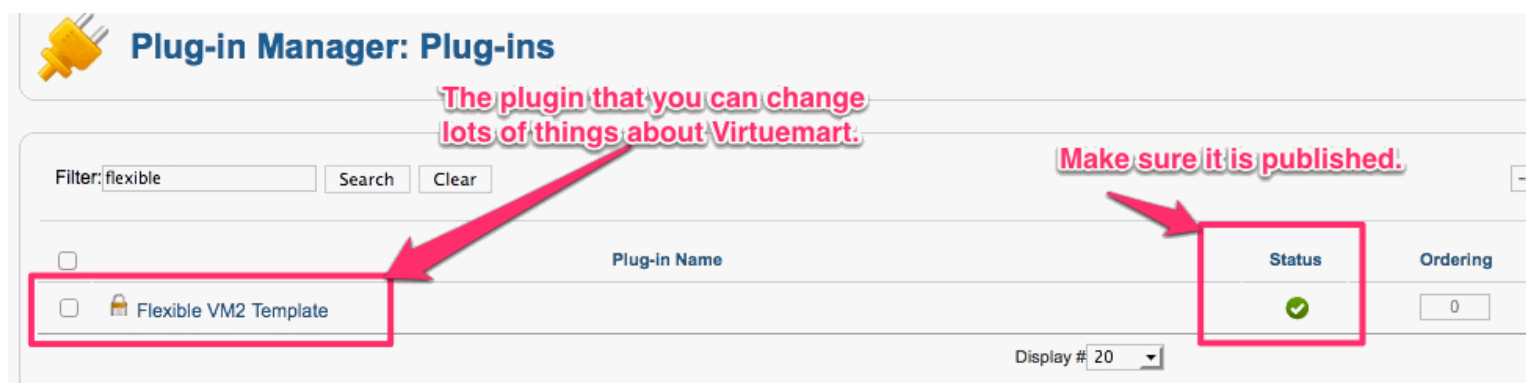 Plug-in Manager: Plug-ins
The plugin that you can change
lots of things about Virtuemart.
Make sure it is published.
Filter: flexible Search Clear
Plug-in Name Status Ordering
Flexible VM2 Template 0
Display # 20